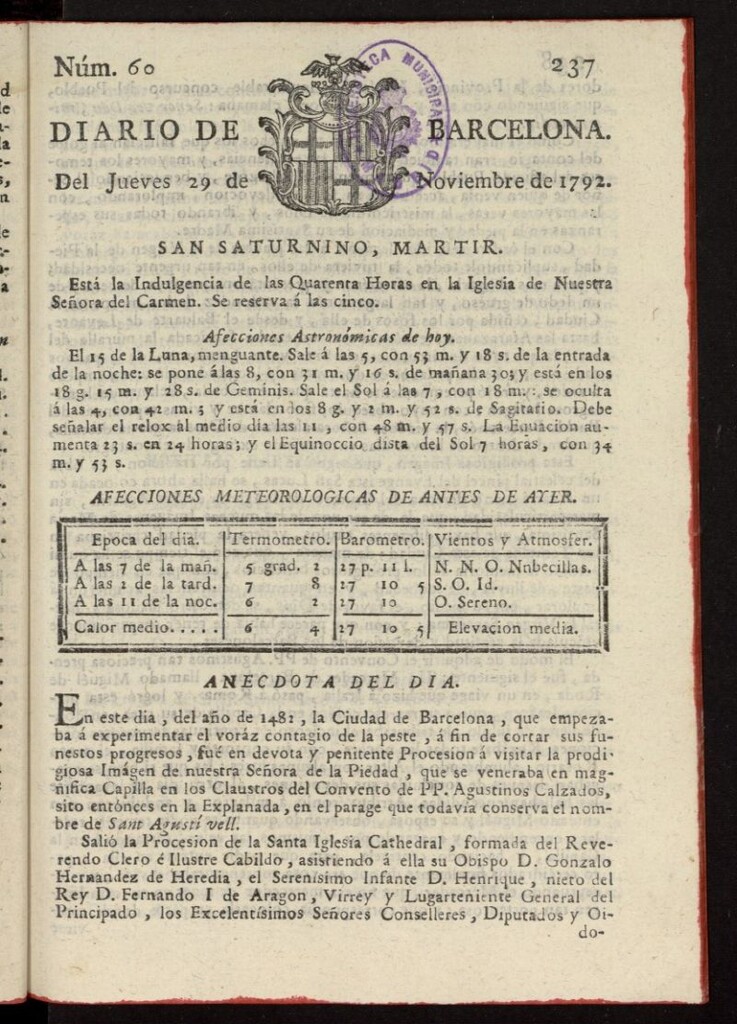 Núm. 60
237
DIARIO DE BARCELONA.
Del Jueves 29 de Noviembre de 1792.
SAN SATURNINO, MARTIR.
Está la Indulgencia de las Quarenta Horas en la Iglesia de Nuestra
Señora del Carmen. Se reserva á las cinco.
Afecciones Astronómicas de hoy.
El 15 de la Luna, menguante. Sale á las 5, con 53 m. y 18 s. de la entrada
de la noche: se pone á las 8, con 31 m. y 16 s. de mañana 30; y está en los
18 g. 15 m. y 28 s. de Geminis. Sale el Sol á las 7, con 18 m.: se oculta
á las 4, con 42 m.; y está en los 8 g. y 2 m. y 52 s. de Sagitario. Debe
señalar el relox al medio dia las 11, con 48 m. y 57 s. La Equacion au-
menta 23 s. en 24 horas; y el Equinoccio dista del Sol 7 horas, con 34
m. y 53 s.
AFECCIONES METEOROLOGICAS DE ANTES DE AYER.
Epoca del dia. Termometro. Barometro. Vientos y Atmosfer.
A las 7 de la mañ. 5 grad. 2 27 p. 11 l. N. N. O. Nnbecillas.
A las 2 de la tard. 7 8 27 10 5 S. O. Id.
A las 11 de la noc. 6 2 27 10 O. Sereno.
Calor medio..... 6 4 27 10 5 Elevacion media.
ANECDOTA DEL DIA.
En este dia, del año de 1481, la Ciudad de Barcelona, que empeza-
ba á experimentar el voráz contagio de la peste, á fin de cortar sus fu-
nestos progresos, fué en devota y penitente Procesion á visitar la prodi-
giosa Imágen de nuestra Señora de la Piedad, que se veneraba en mag-
nifica Capilla en los Claustros del Convento de PP. Agustinos Calzados,
sito entónces en la Explanada, en el parage que todavía conserva el nom-
bre de Sant Agustí vell.
Salió la Procesion de la Santa Iglesia Cathedral, formada del Reve-
rendo Clero é Ilustre Cabildo, asistiendo á ella su Obispo D. Gonzalo
Hernandez de Heredia, el Serenísimo Infante D. Henrique, nieto del
Rey D. Fernando I de Aragon, Virrey y Lugarteniente General del
Principado, los Excelentísimos Señores Conselleres, Diputados y Oi-
do-